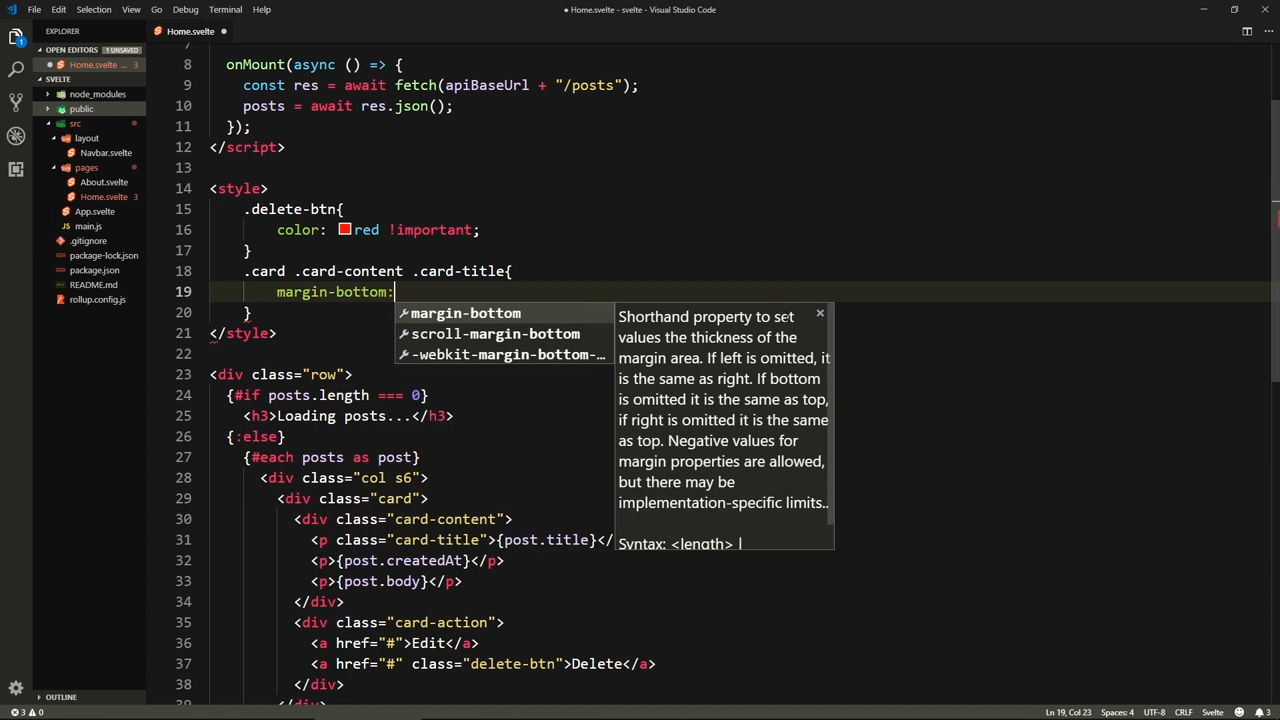 File Edit Selection View Go Debug Terminal Help
● Home.svelte - svelte - Visual Studio Code
EXPLORER
OPEN EDITORS 1 UNSAVED
Home.svelte ... 3
SVELTE
node_modules
public
src
layout
Navbar.svelte
pages
About.svelte
Home.svelte 3
App.svelte
main.js
.gitignore
package-lock.json
package.json
README.md
rollup.config.js
OUTLINE
1
Home.svelte ●
7
8 onMount(async () => {
9 const res = await fetch(apiBaseUrl + "/posts");
10 posts = await res.json();
11 });
12 </script>
13
14 <style>
15 .delete-btn{
16 color: red !important;
17 }
18 .card .card-content .card-title{
19 margin-bottom:
20 }
21 </style>
22
23 <div class="row">
24 {#if posts.length === 0}
25 <h3>Loading posts...</h3>
26 {:else}
27 {#each posts as post}
28 <div class="col s6">
29 <div class="card">
30 <div class="card-content">
31 <p class="card-title">{post.title}</
32 <p>{post.createdAt}</p>
33 <p>{post.body}</p>
34 </div>
35 <div class="card-action">
36 <a href="#">Edit</a>
37 <a href="#" class="delete-btn">Delete</a>
38 </div>
39 </div>
margin-bottom
scroll-margin-bottom
-webkit-margin-bottom-...
Shorthand property to set
values the thickness of the
margin area. If left is omitted, it
is the same as right. If bottom
is omitted it is the same as top,
if right is omitted it is the same
as top. Negative values for
margin properties are allowed,
but there may be
implementation-specific limits..
Syntax: <length> |
3 0
Ln 19, Col 23 Spaces: 4 UTF-8 CRLF Svelte 3